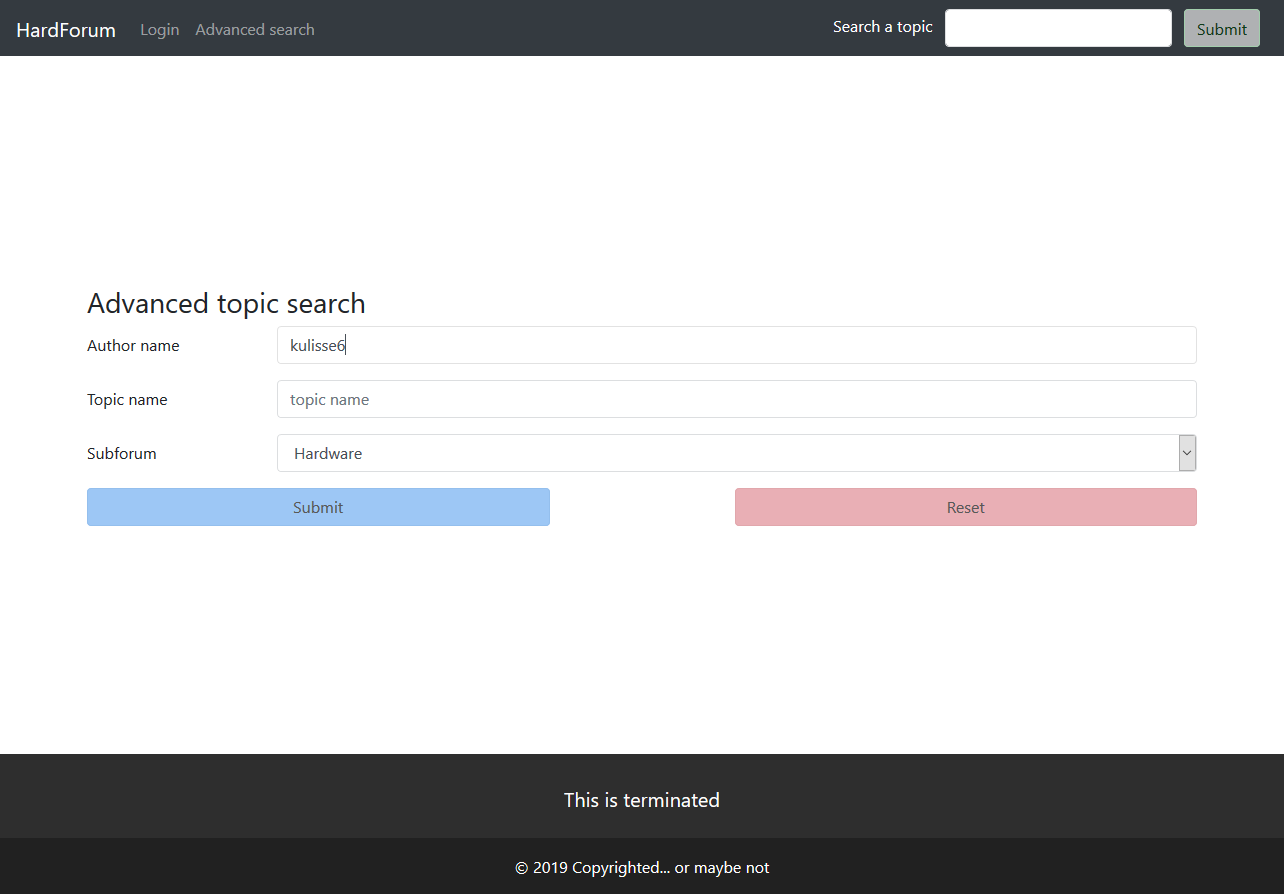 HardForum Login Advanced search Search a topic Submit
Advanced topic search
Author name kulisse6
Topic name topic name
Subforum Hardware
Submit Reset
This is terminated
© 2019 Copyrighted... or maybe not